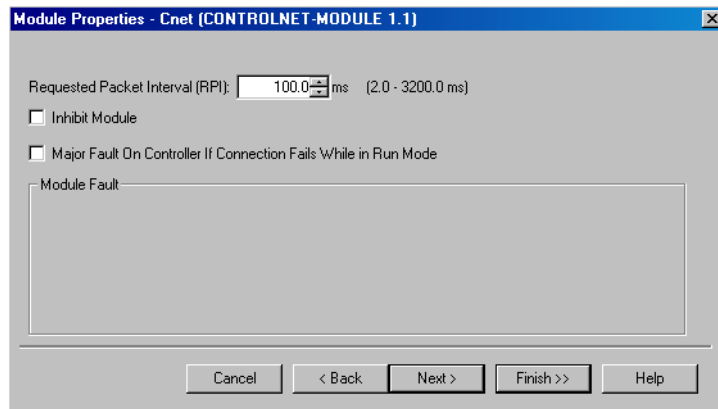 Module Properties - Cnet (CONTROLNET-MODULE 1.1)
Requested Packet Interval (RPI): 100.0 ms (2.0 - 3200.0 ms)
Inhibit Module
Major Fault On Controller If Connection Fails While in Run Mode
Module Fault
Cancel < Back Next > Finish >> Help